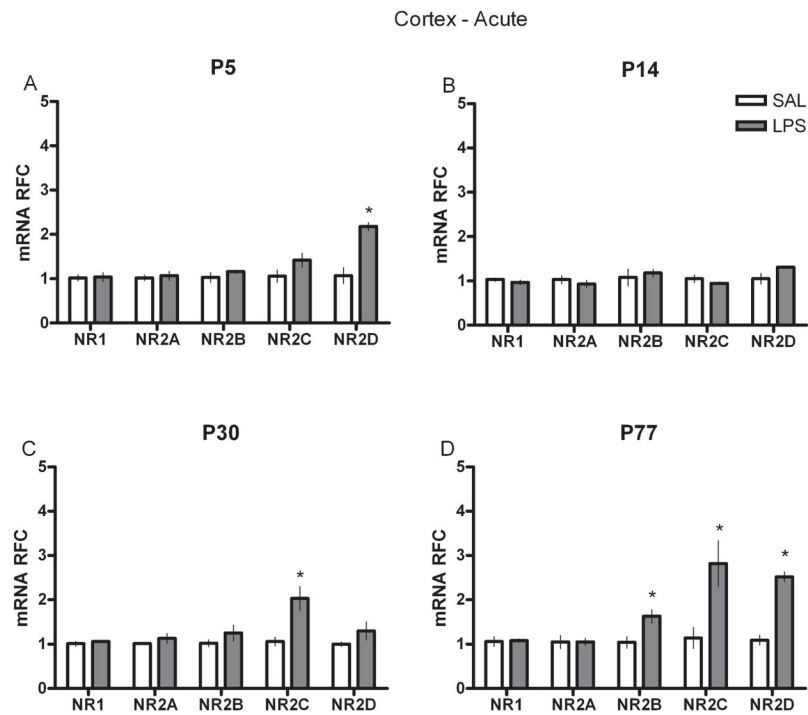 Cortex - Acute
A
P5
5
4
3
2
1
0
mRNA RFC
*
NR1 NR2A NR2B NR2C NR2D
B
P14
SAL
LPS
5
4
3
2
1
0
mRNA RFC
NR1 NR2A NR2B NR2C NR2D
C
P30
5
4
3
2
1
0
mRNA RFC
*
NR1 NR2A NR2B NR2C NR2D
D
P77
5
4
3
2
1
0
mRNA RFC
* * *
NR1 NR2A NR2B NR2C NR2D